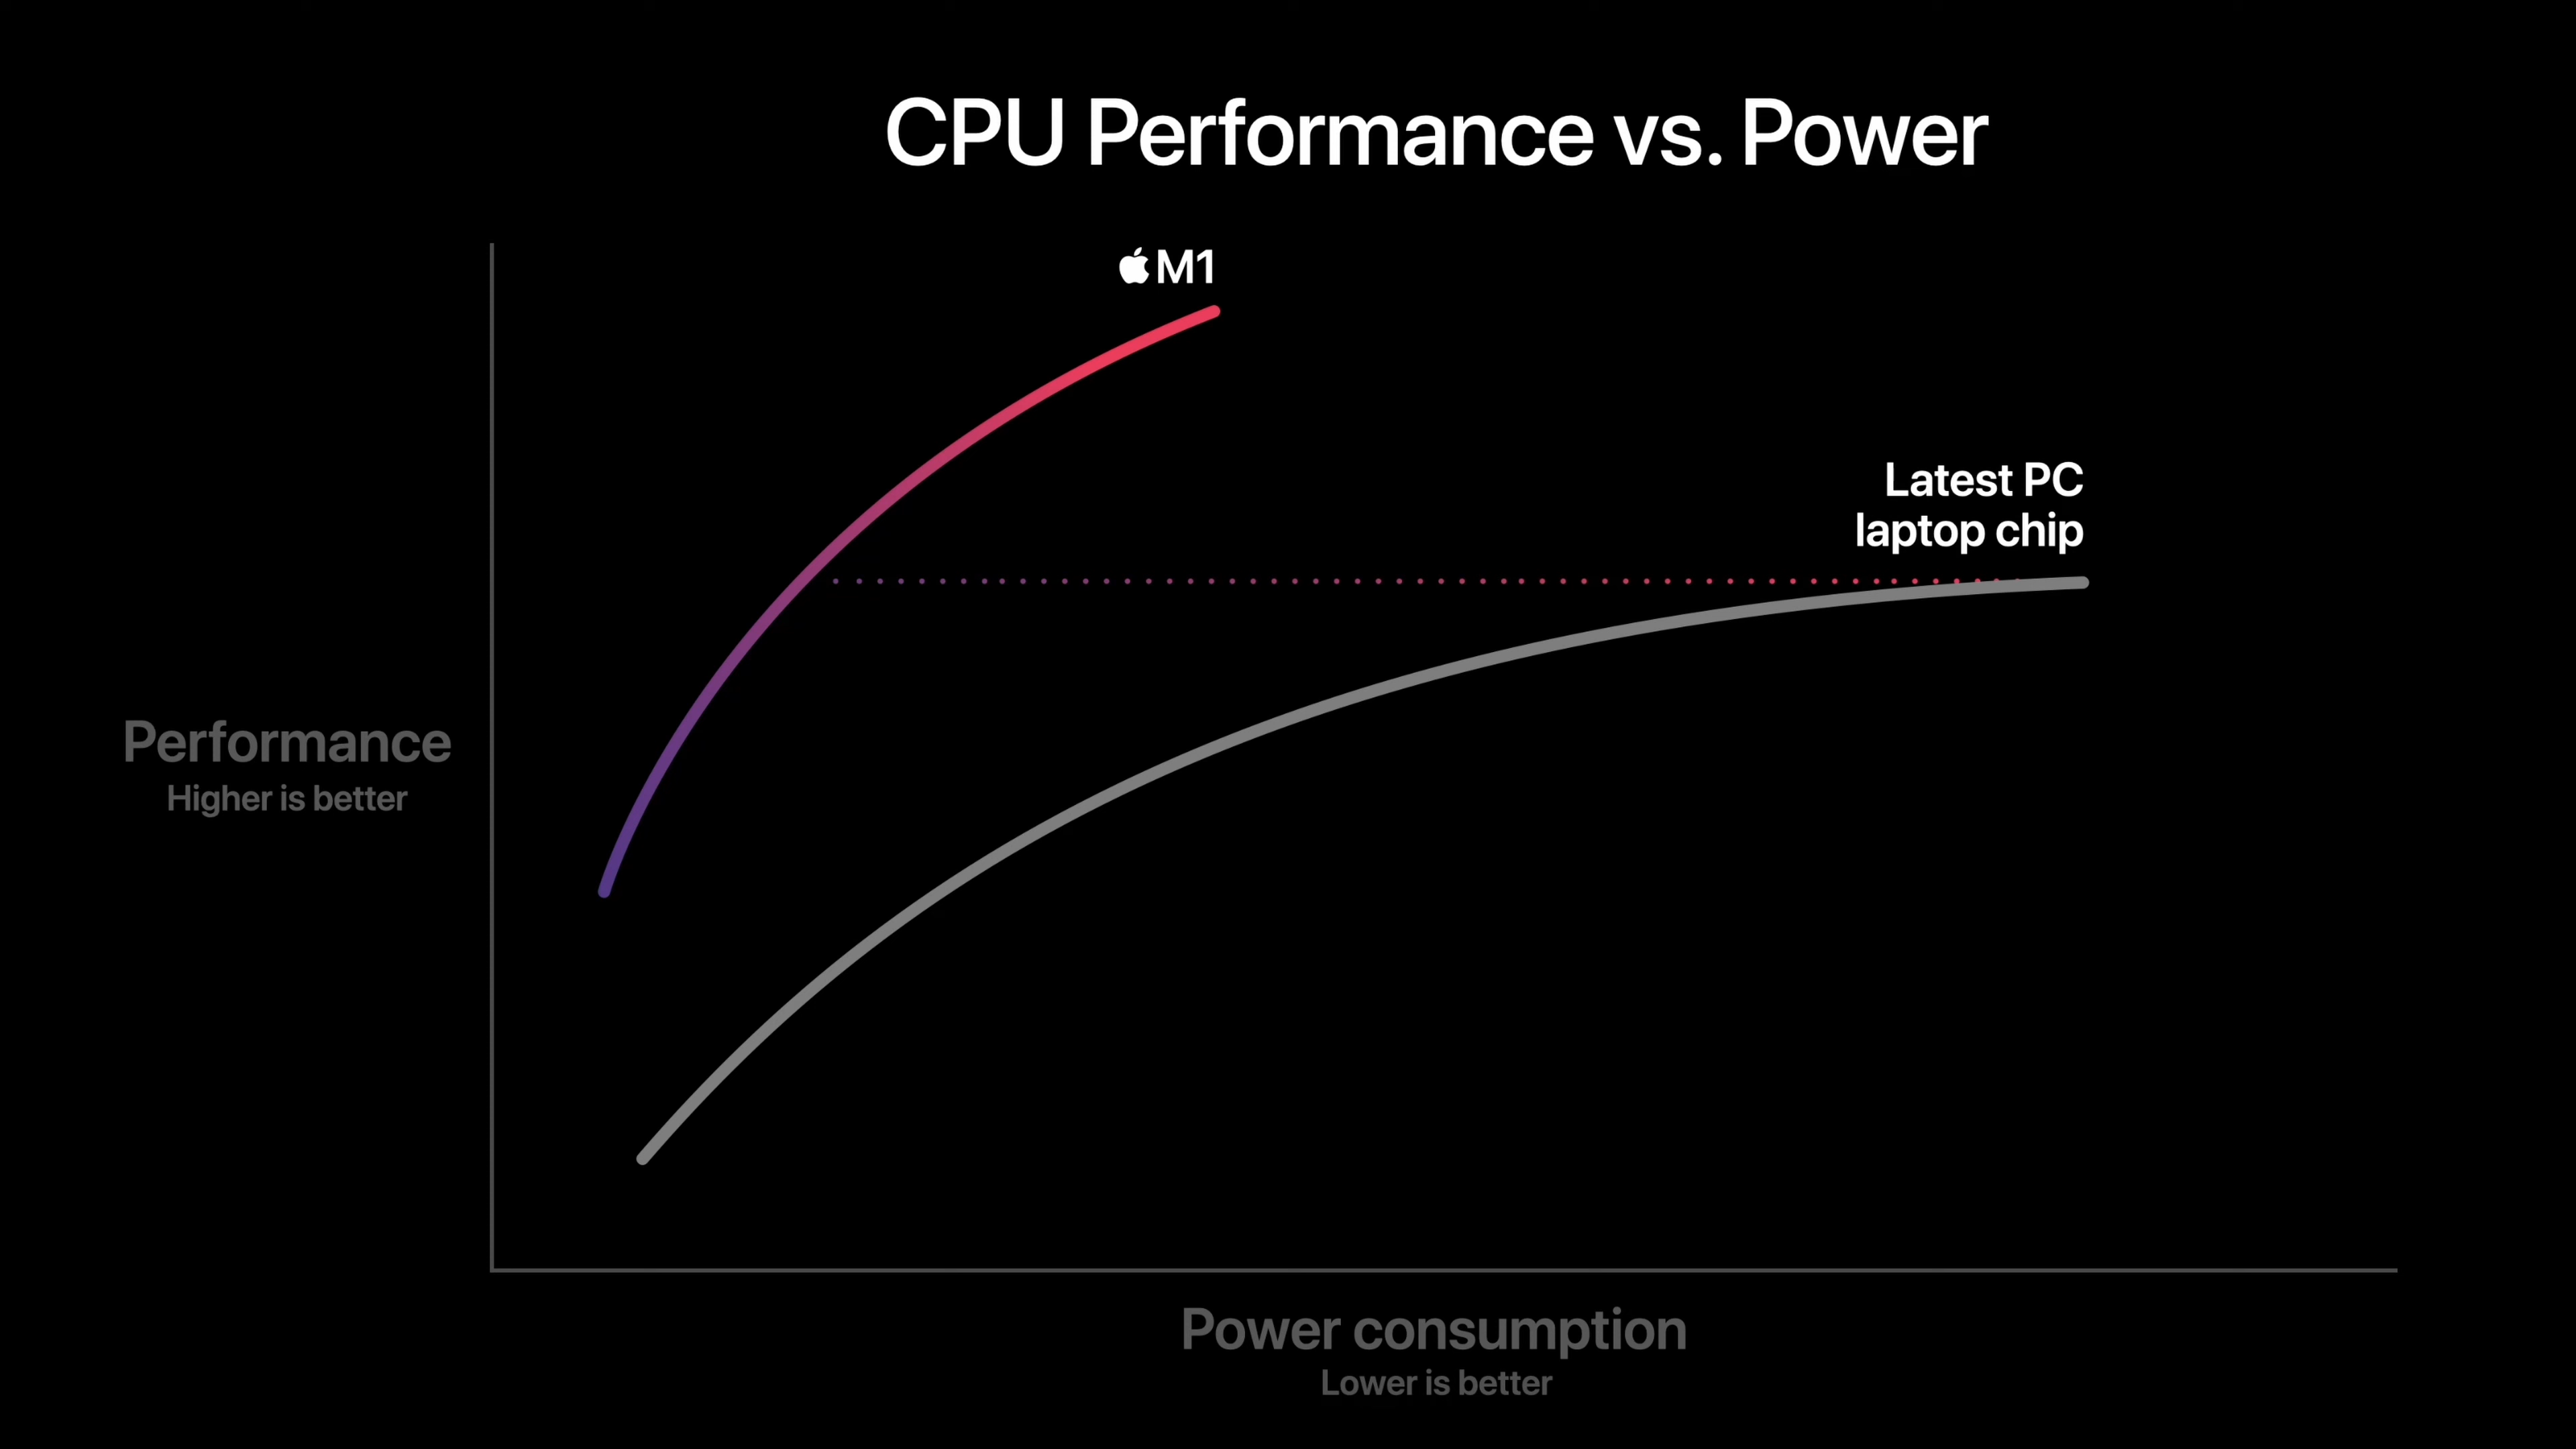 CPU Performance vs. Power
M1
Latest PC
laptop chip
Performance
Higher is better
Power consumption
Lower is better